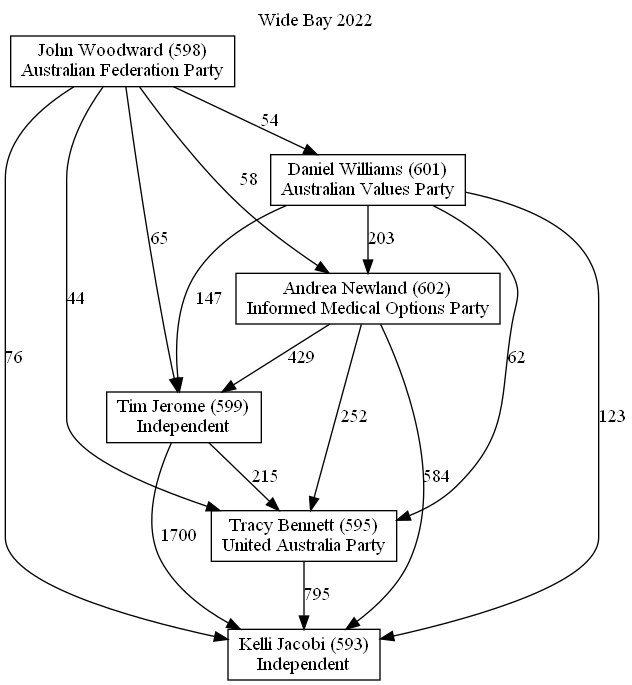 Wide Bay 2022
John Woodward (598)
Australian Federation Party
54
Daniel Williams (601)
Australian Values Party
58
65
203
Andrea Newland (602)
Informed Medical Options Party
147
44
76
429
62
Tim Jerome (599)
Independent
252
123
215
584
Tracy Bennett (595)
United Australia Party
1700
795
Kelli Jacobi (593)
Independent